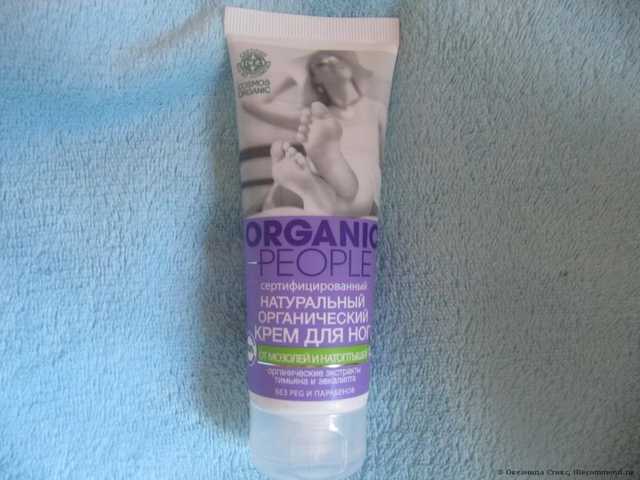 COSMOS
ORGANIC
ORGANIC
PEOPLE
сертифицированный
НАТУРАЛЬНЫЙ
ОРГАНИЧЕСКИЙ
КРЕМ ДЛЯ НОГ
ОТ МОЗОЛЕЙ И НАТОПТЫШЕЙ
органические экстракты
тимьяна и эвкалипта
БЕЗ PEG И ПАРАБЕНОВ
© Océанида Стикс, IRecommend.ru